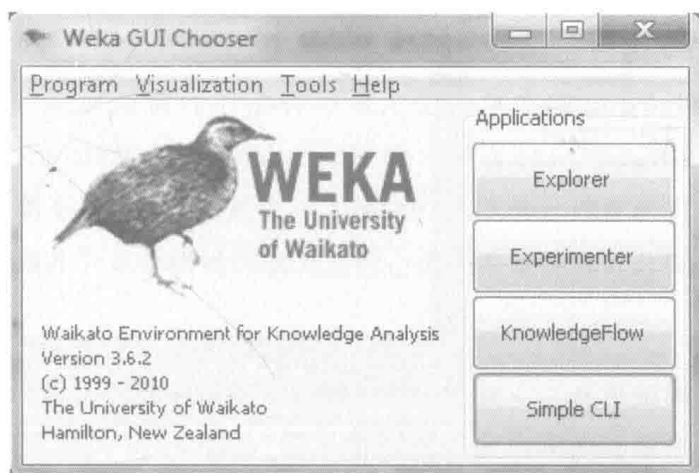 Weka GUI Chooser
Program Visualization Tools Help
WEKA
The University
of Waikato
Waikato Environment for Knowledge Analysis
Version 3.6.2
(c) 1999 - 2010
The University of Waikato
Hamilton, New Zealand
Applications
Explorer
Experimenter
KnowledgeFlow
Simple CLI